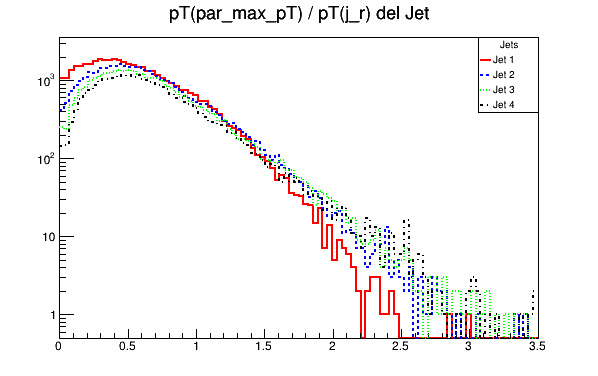 pT(par_max_pT) / pT(j_r) del Jet
Jets
Jet 1
Jet 2
Jet 3
Jet 4
10³
10²
10
1
0 0.5 1 1.5 2 2.5 3 3.5